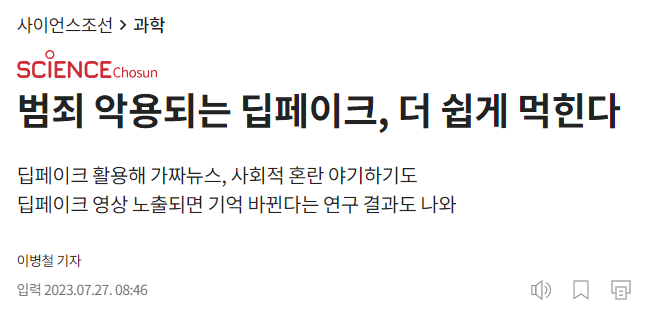 사이언스조선 > 과학
SCIENCE Chosun
범죄 악용되는 딥페이크, 더 쉽게 먹힌다
딥페이크 활용해 가짜뉴스, 사회적 혼란 야기하기도
딥페이크 영상 노출되면 기억 바뀐다는 연구 결과도 나와
이병철 기자
입력 2023.07.27. 08:46